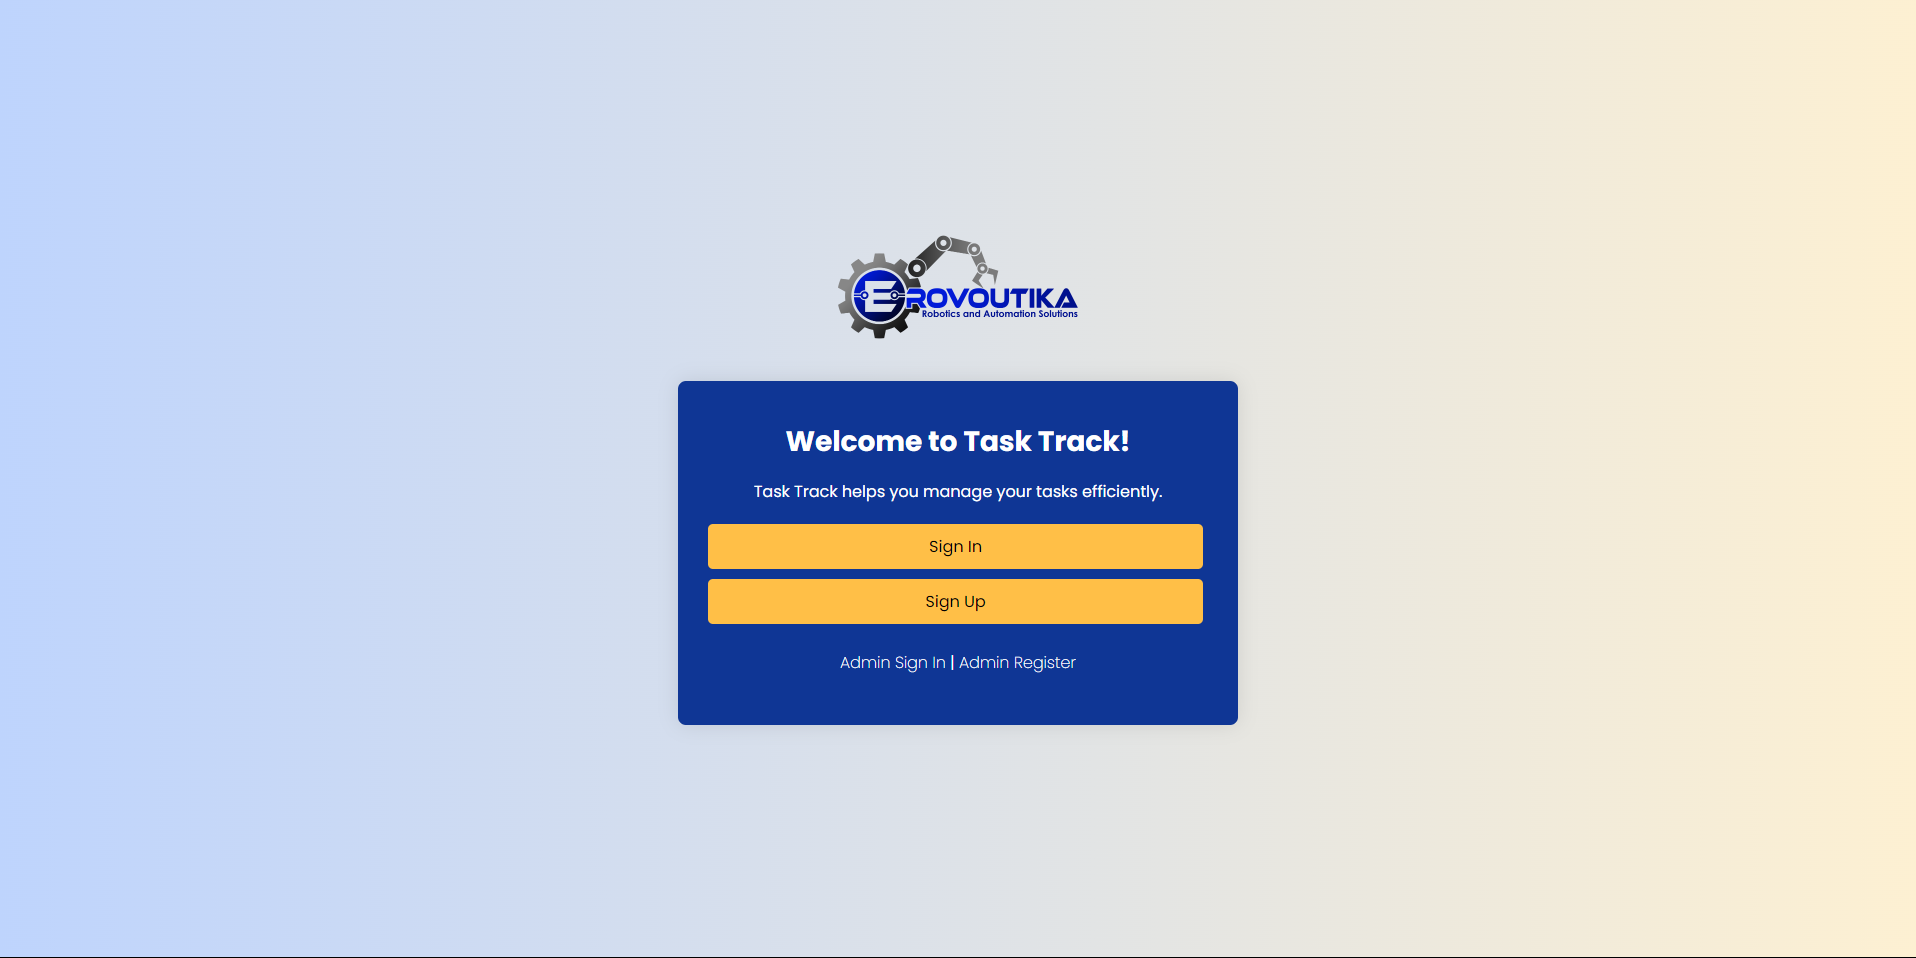 EROVOUTIKA
Robotics and Automation Solutions
Welcome to Task Track!
Task Track helps you manage your tasks efficiently.
Sign In
Sign Up
Admin Sign In | Admin Register